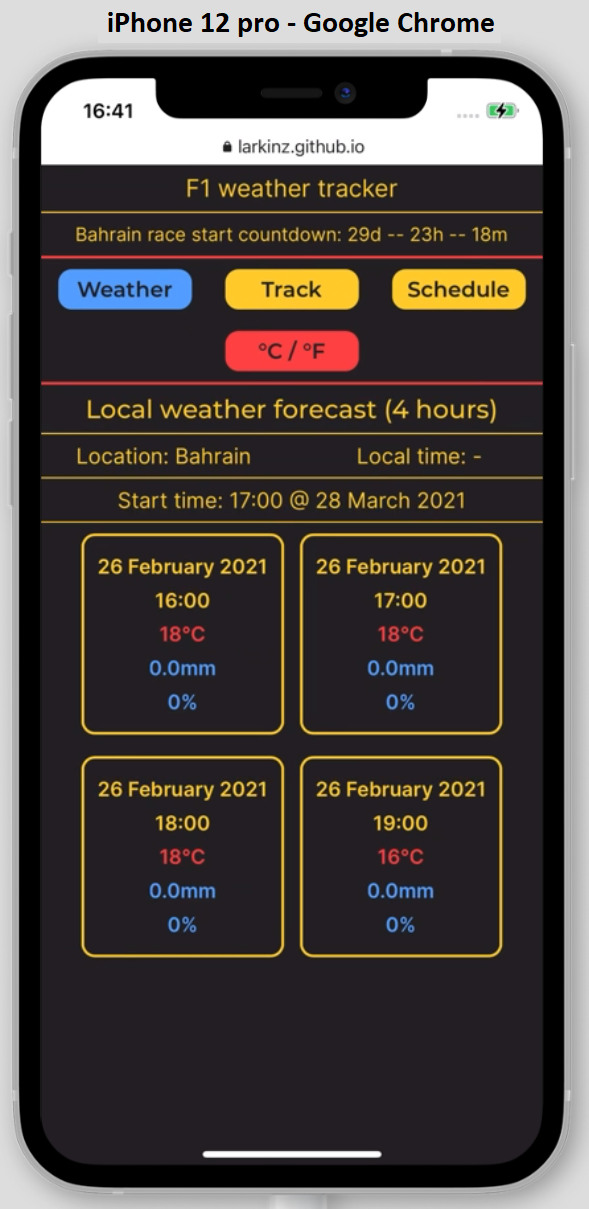 iPhone 12 pro - Google Chrome
16:41
larkinz.github.io
F1 weather tracker
Bahrain race start countdown: 29d -- 23h -- 18m
Weather Track Schedule
°C / °F
Local weather forecast (4 hours)
Location: Bahrain Local time: -
Start time: 17:00 @ 28 March 2021
26 February 2021
16:00
18°C
0.0mm
0%
26 February 2021
17:00
18°C
0.0mm
0%
26 February 2021
18:00
18°C
0.0mm
0%
26 February 2021
19:00
16°C
0.0mm
0%